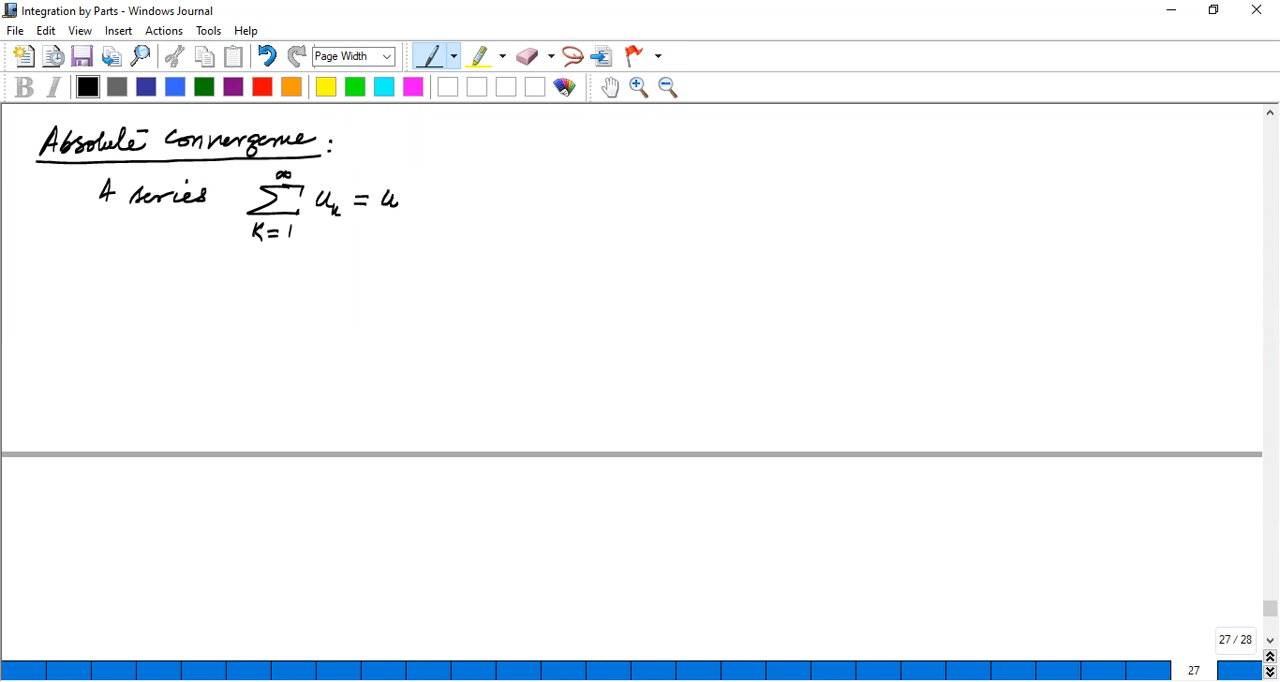 Integration by Parts - Windows Journal
File Edit View Insert Actions Tools Help
Page Width
B I
Absolute Convergence :
A series ∑_{K=1}^{∞} u_k = u
27 / 28
27